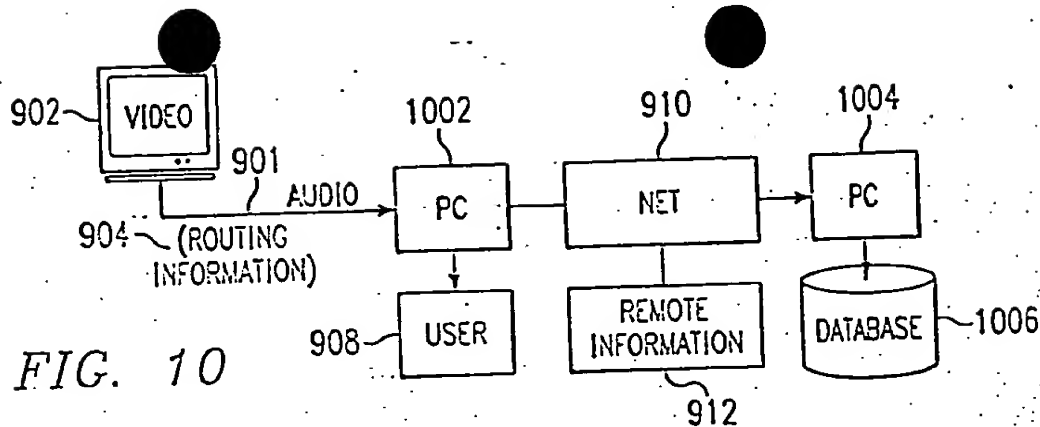 902
VIDEO
901
AUDIO
904
(ROUTING
INFORMATION)
1002
PC
908
USER
910
NET
REMOTE
INFORMATION
912
1004
PC
DATABASE
1006
FIG. 10